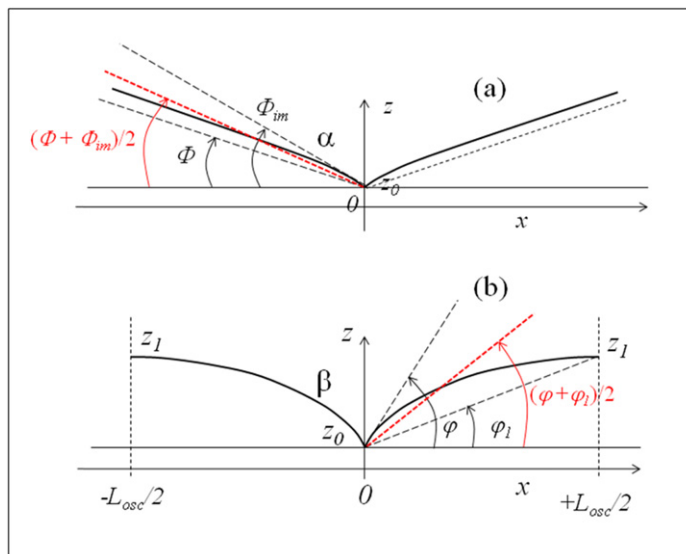 (a)
z
Φim
α
(Φ + Φim)/2
Φ
z0
0
x
(b)
z
z1
z1
β
(φ+φ1)/2
z0
φ
φ1
-Losc/2
0
x
+Losc/2